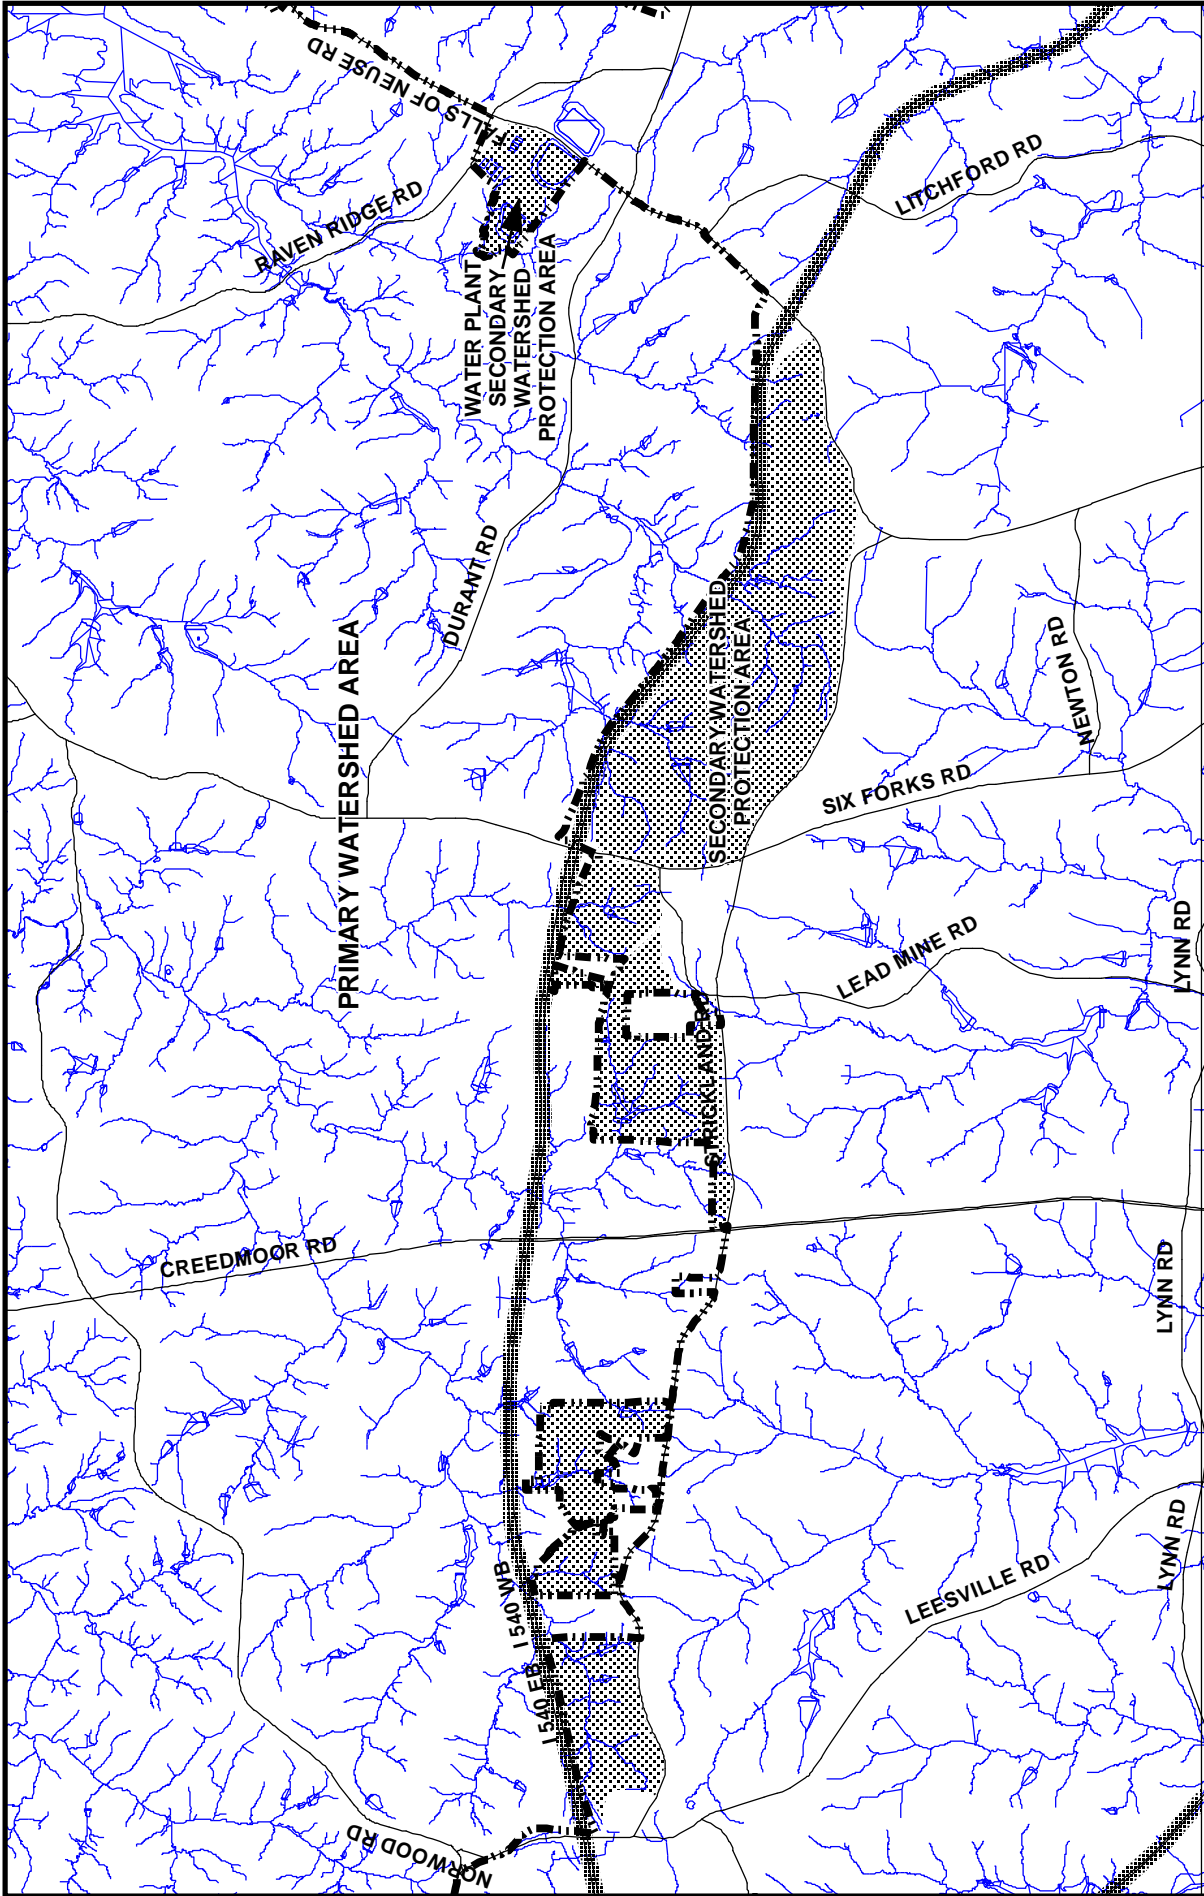 FALLS OF NEUSE RD
RAVEN RIDGE RD
LITCHFORD RD
WATER PLANT
SECONDARY
WATERSHED
PROTECTION AREA
DURANT RD
PRIMARY WATERSHED AREA
SECONDARY WATERSHED
PROTECTION AREA
NEWTON RD
SIX FORKS RD
LEAD MINE RD
LYNN RD
STRICKLAND RD
CREEDMOOR RD
LYNN RD
I 540 WB
I 540 EB
LEESVILLE RD
LYNN RD
NORWOOD RD